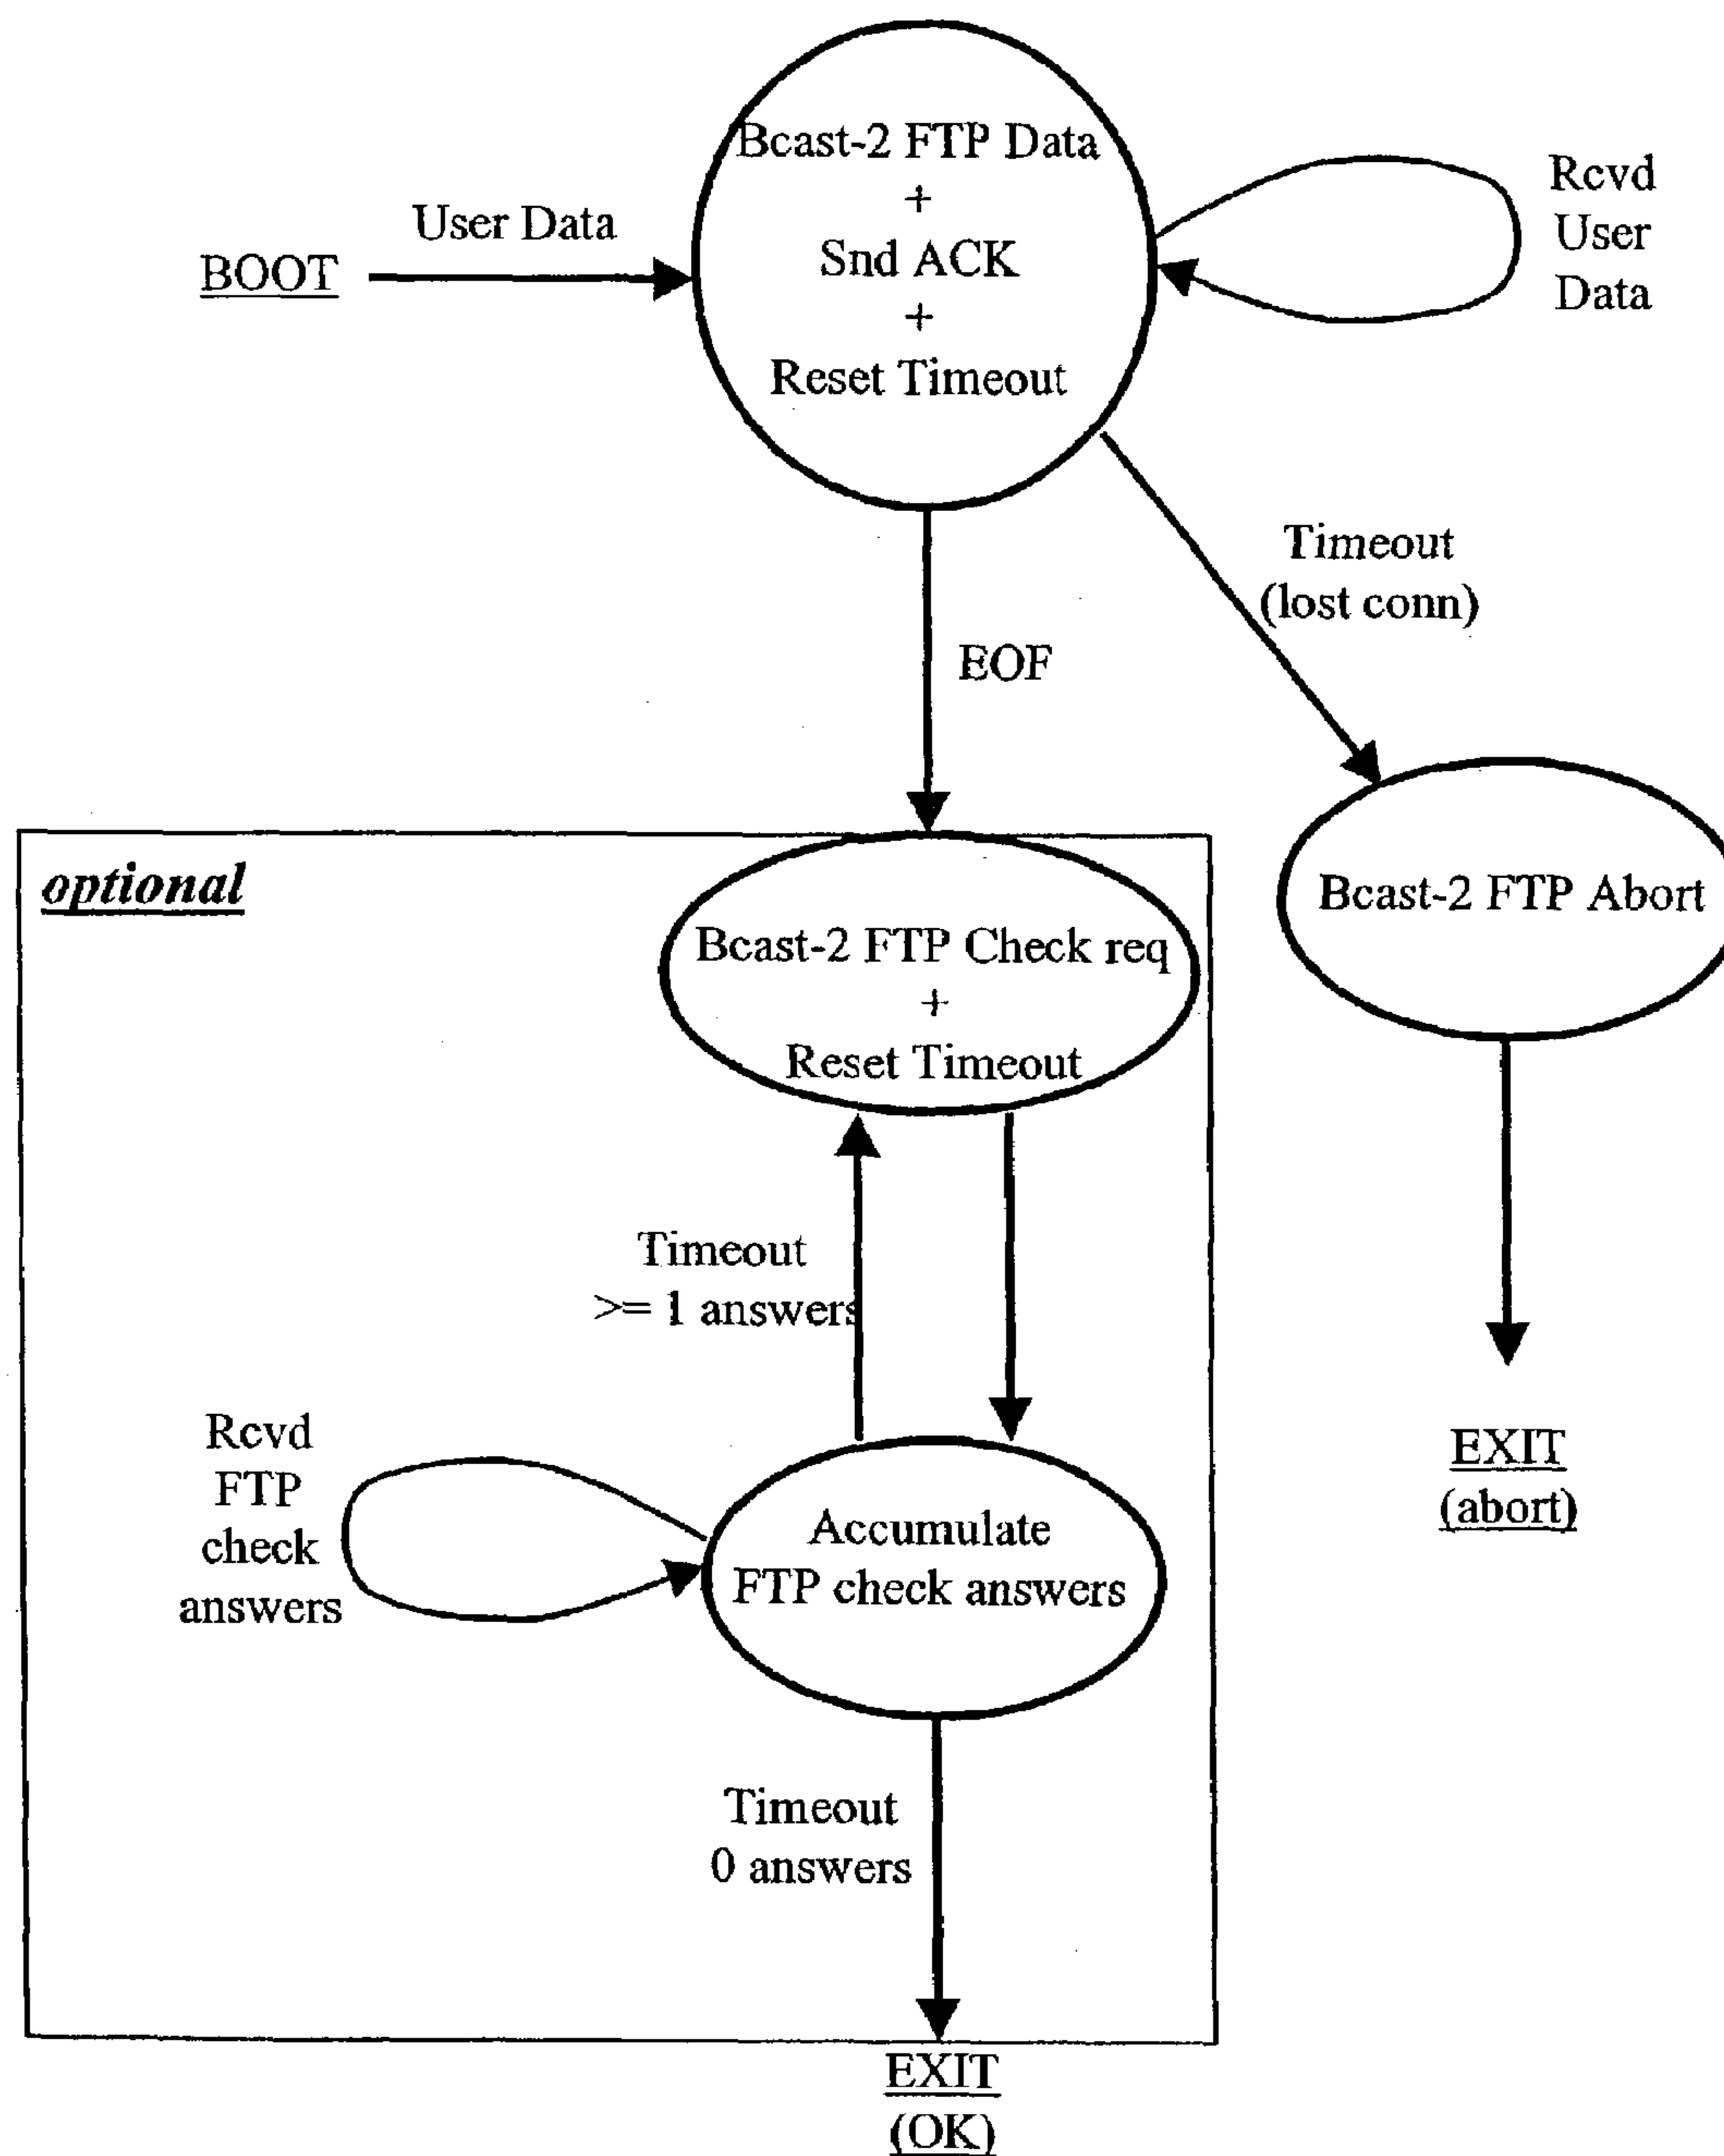 Bcast-2 FTP Data
+
Snd ACK
+
Reset Timeout
User Data
BOOT
Rcvd
User
Data
Timeout
(lost conn)
EOF
optional
Bcast-2 FTP Check req
+
Reset Timeout
Bcast-2 FTP Abort
Timeout
>= 1 answers
Rcvd
FTP
check
answers
Accumulate
FTP check answers
EXIT
(abort)
Timeout
0 answers
EXIT
(OK)